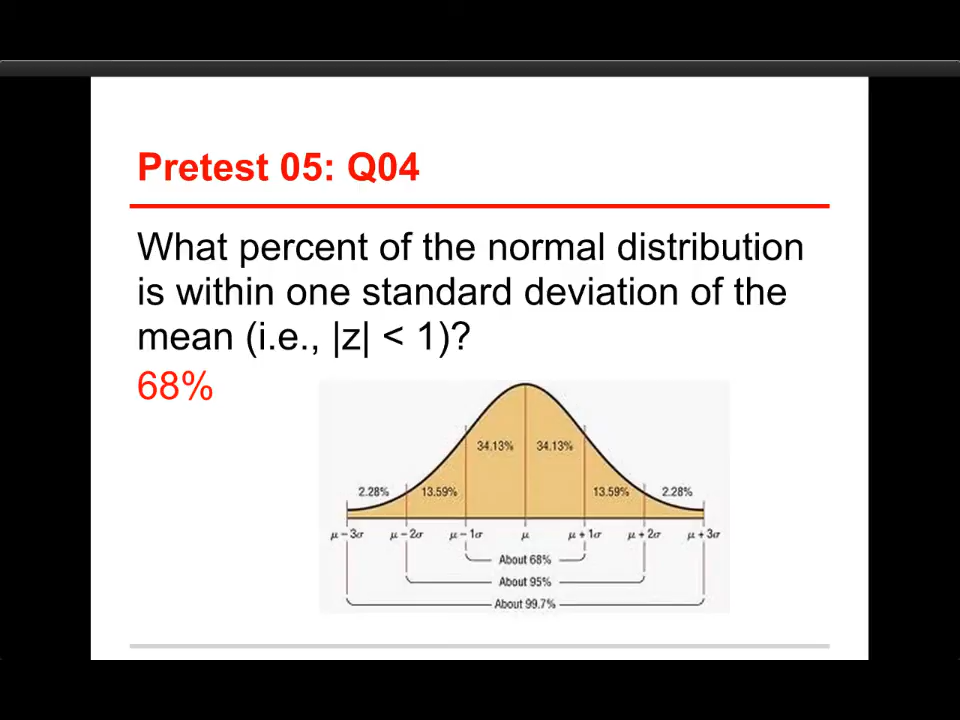 Pretest 05: Q04
What percent of the normal distribution
is within one standard deviation of the
mean (i.e., |z| < 1)?
68%
34.13% 34.13%
2.28% 13.59% 13.59% 2.28%
μ − 3σ μ − 2σ μ − 1σ μ μ + 1σ μ + 2σ μ + 3σ
About 68%
About 95%
About 99.7%